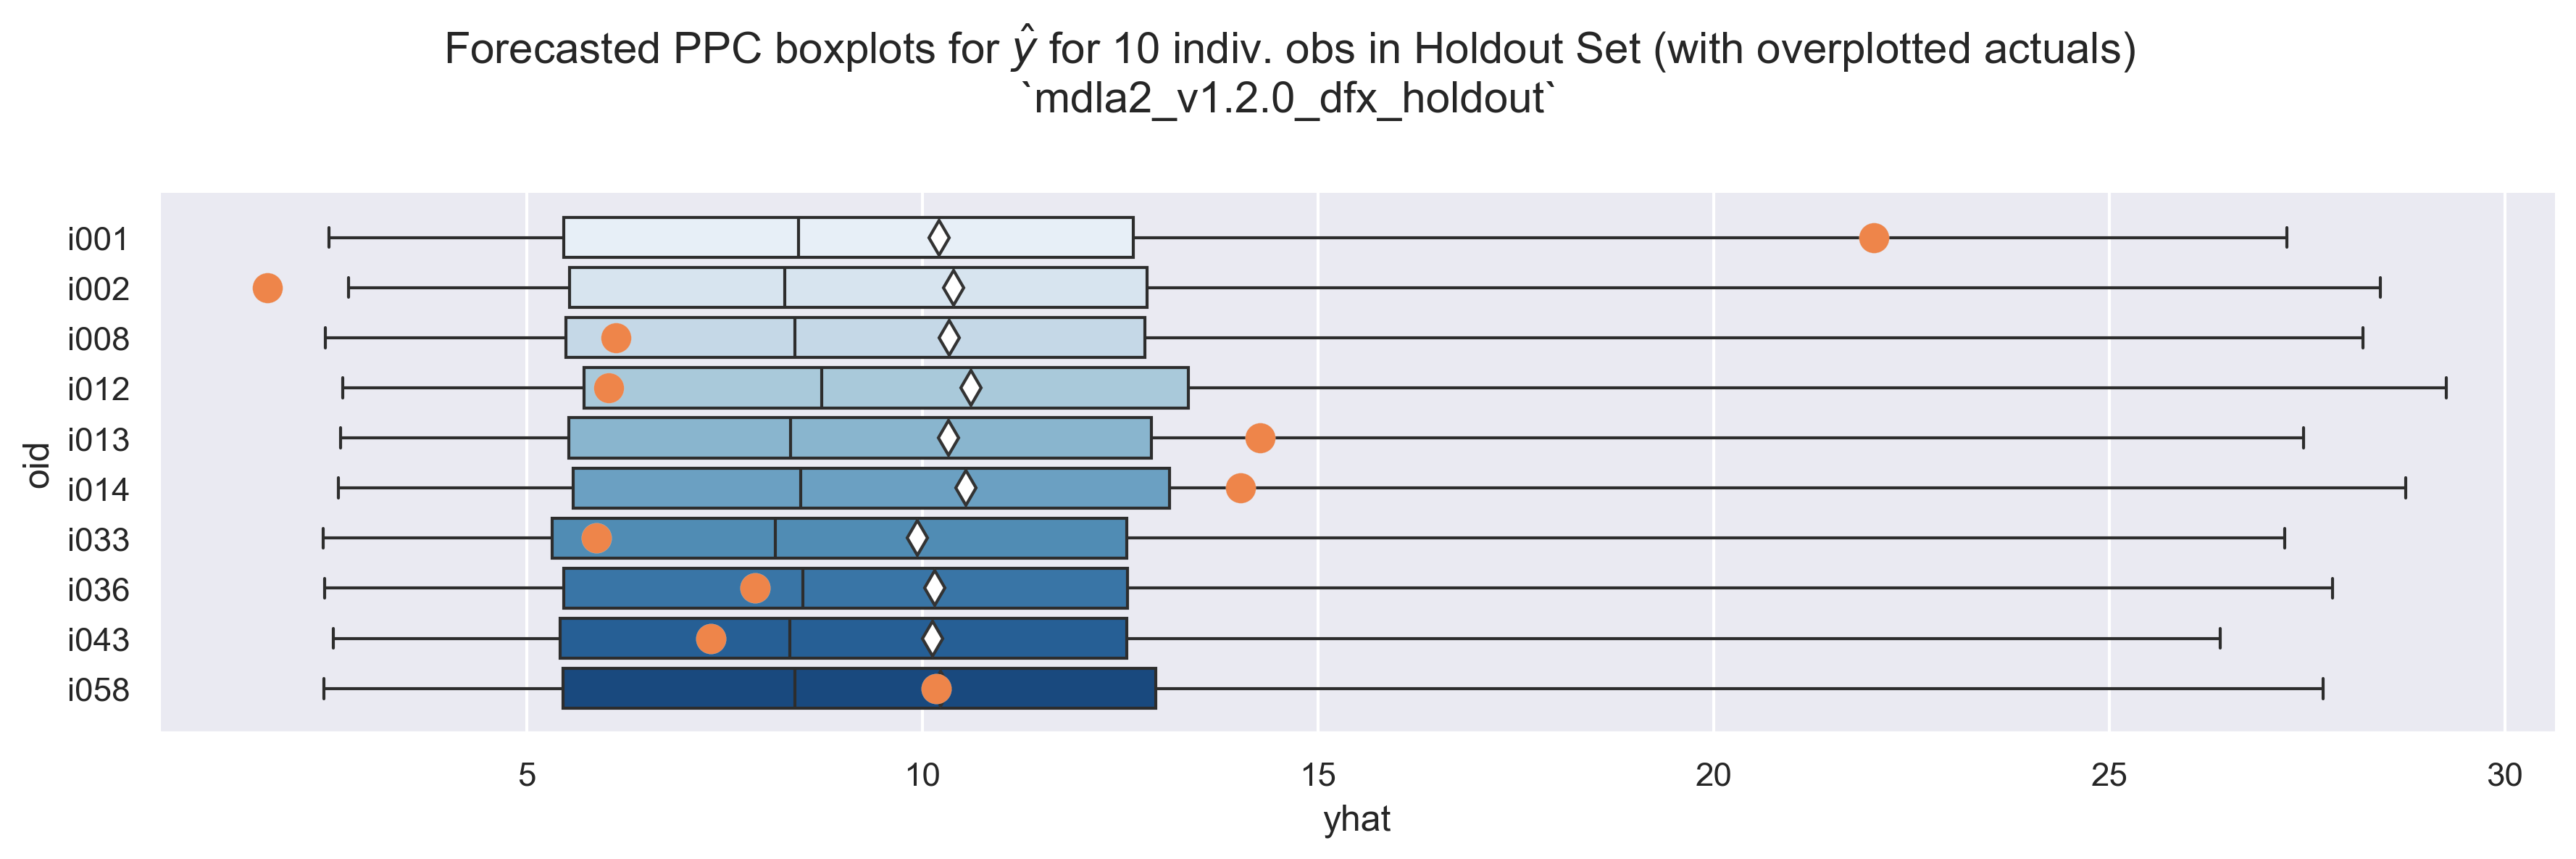 Forecasted PPC boxplots for ŷ for 10 indiv. obs in Holdout Set (with overplotted actuals)
`mdla2_v1.2.0_dfx_holdout`
oid
i001
i002
i008
i012
i013
i014
i033
i036
i043
i058
5 10 15 20 25 30
yhat